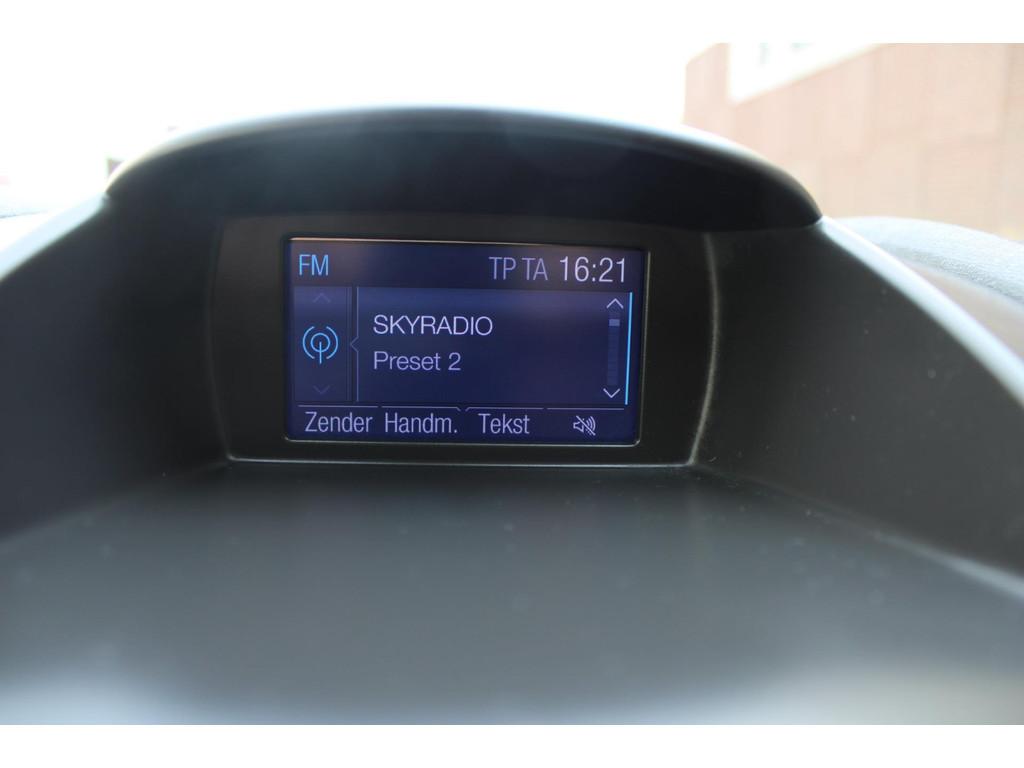 FM TP TA 16:21
SKYRADIO
Preset 2
Zender Handm. Tekst